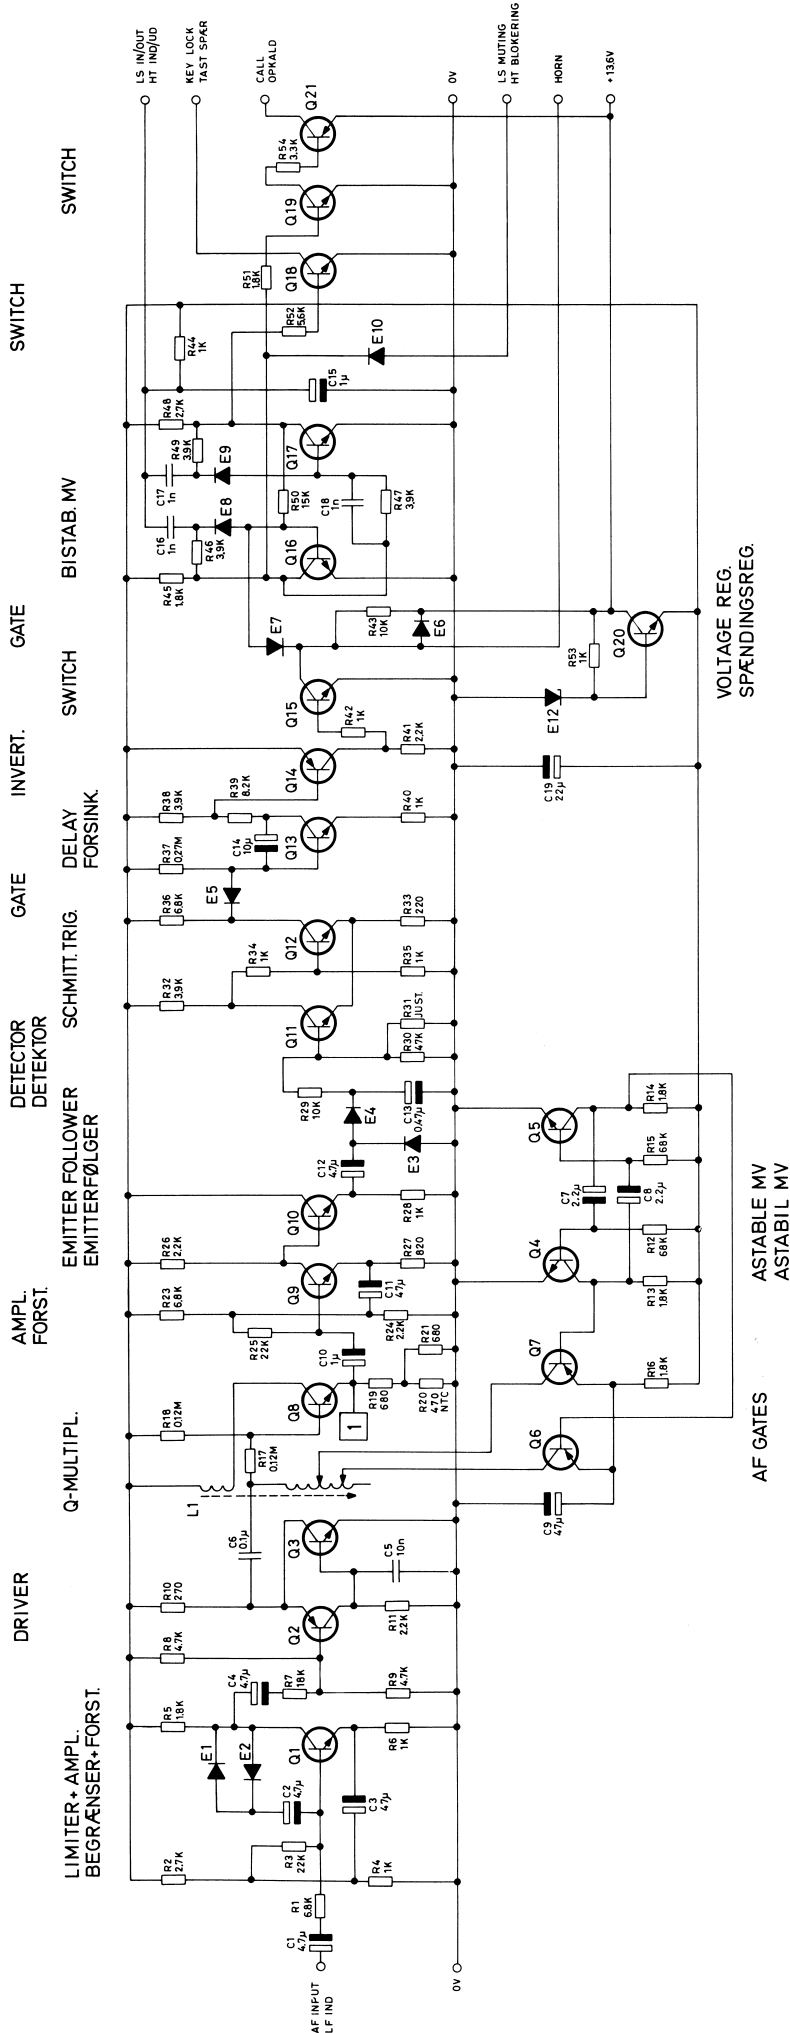 LIMITER+ AMPL.
BEGRÆNSER+FORST.
DRIVER
Q-MULTIPL.
AMPL.
FORST.
EMITTER FOLLOWER
EMITTERFØLGER
DETECTOR
DETEKTOR
SCHMITT.TRIG.
GATE
DELAY
FORSINK.
INVERT.
SWITCH
GATE
BISTAB. MV
SWITCH
SWITCH
AF INPUT
LF IND
C1
4.7µ
R1
6.8K
R2
2.7K
R3
22K
R4
1K
C2
4.7µ
C3
47µ
E1
E2
Q1
R5
1.8K
R6
1K
C4
4.7µ
R7
18K
R8
4.7K
R9
4.7K
Q2
R10
270
R11
2.2K
Q3
C5
10n
C6
0.1µ
L1
R17
0.12M
R18
0.12M
Q8
1
R19
680
R20
470
NTC
R21
680
C10
1µ
R25
22K
R23
6.8K
R24
2.2K
C11
47µ
Q9
R26
2.2K
R27
820
Q10
R28
1K
C12
4.7µ
E3
E4
C13
0.47µ
R29
10K
R30
47K
R31
JUST.
Q11
R32
3.9K
R34
1K
R35
1K
Q12
R33
220
R36
6.8K
E5
R37
0.27M
C14
10µ
Q13
R38
3.9K
R39
8.2K
R40
1K
Q14
R41
2.2K
R42
1K
Q15
E7
R43
10K
E6
R45
1.8K
R46
3.9K
C16
1n
E8
Q16
R50
15K
C18
1n
R47
3.9K
C17
1n
R49
3.9K
E9
R48
2.7K
Q17
C15
1µ
R44
1K
E10
R52
5.6K
R51
1.8K
Q18
Q19
R54
3.3K
Q21
LS IN/OUT
HT IND/UD
KEY LOCK
TAST SPÆR
CALL
OPKALD
0V
LS MUTING
HT BLOKERING
HORN
+13,6V
0V
C9
47µ
Q6
Q7
R16
1.8K
Q4
R13
1.8K
R12
68K
C7
2.2µ
C8
2.2µ
Q5
R15
68K
R14
1.8K
C19
22µ
E12
R53
1K
Q20
AF GATES
ASTABLE MV
ASTABIL MV
VOLTAGE REG.
SPÆNDINGSREG.